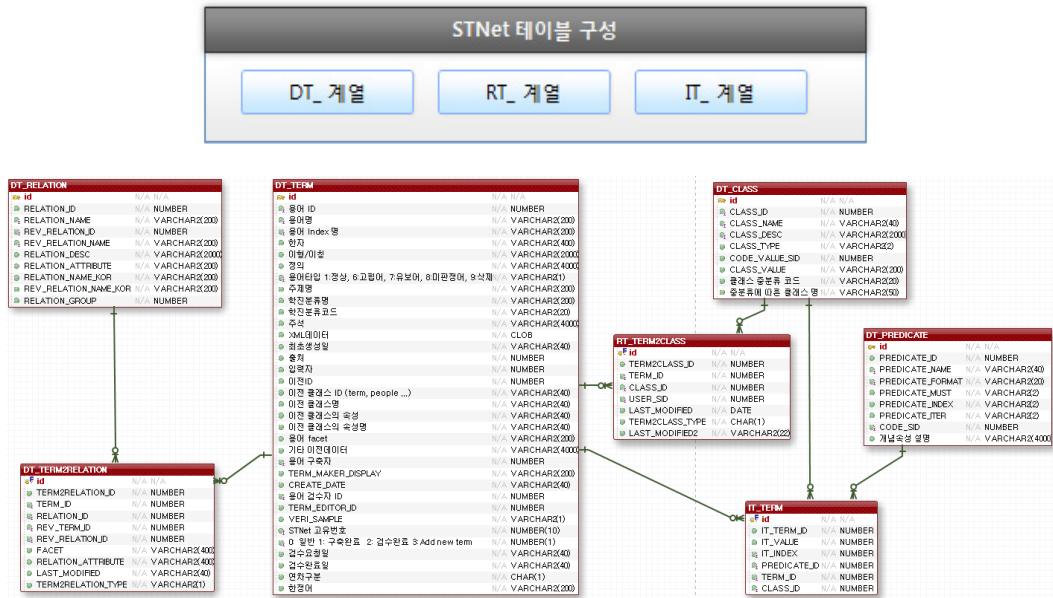 STNet 테이블 구성
DT_ 계열
RT_ 계열
IT_ 계열
DT_RELATION
id N/A N/A
RELATION_ID N/A NUMBER
RELATION_NAME N/A VARCHAR2(200)
REV_RELATION_ID N/A NUMBER
REV_RELATION_NAME N/A VARCHAR2(200)
RELATION_DESC N/A VARCHAR2(2000)
RELATION_ATTRIBUTE N/A VARCHAR2(200)
RELATION_NAME_KOR N/A VARCHAR2(200)
REV_RELATION_NAME_KOR N/A VARCHAR2(200)
RELATION_GROUP N/A NUMBER
DT_TERM
id N/A N/A
용어 ID N/A NUMBER
용어명 N/A VARCHAR2(200)
용어 Index 명 N/A VARCHAR2(200)
한자 N/A VARCHAR2(400)
이형/이칭 N/A VARCHAR2(2000)
정의 N/A VARCHAR2(4000)
용어타입 1:정상, 6:고립어, 7:유보어, 8:미판정어, 9:삭제 N/A VARCHAR2(1)
주제명 N/A VARCHAR2(200)
학진분류명 N/A VARCHAR2(200)
학진분류코드 N/A VARCHAR2(20)
주석 N/A VARCHAR2(4000)
XML데이터 N/A CLOB
최초생성일 N/A VARCHAR2(40)
출처 N/A NUMBER
입력자 N/A NUMBER
이전ID N/A NUMBER
이전 클래스 ID (term, people ,,,) N/A VARCHAR2(40)
이전 클래스명 N/A VARCHAR2(40)
이전 클래스의 속성 N/A VARCHAR2(40)
이전 클래스의 속성명 N/A VARCHAR2(40)
용어 facet N/A VARCHAR2(200)
기타 이전데이터 N/A VARCHAR2(4000)
용어 구축자 N/A NUMBER
TERM_MAKER_DISPLAY N/A VARCHAR2(200)
CREATE_DATE N/A VARCHAR2(40)
용어 검수자 ID N/A NUMBER
TERM_EDITOR_ID N/A NUMBER
VERI_SAMPLE N/A VARCHAR2(1)
STNet 고유번호 N/A NUMBER(10)
0 일반 1: 구축완료 2: 검수완료 3:Add new term N/A NUMBER(1)
검수요청일 N/A VARCHAR2(40)
검수완료일 N/A VARCHAR2(40)
연차구분 N/A CHAR(1)
한정어 N/A VARCHAR2(200)
DT_CLASS
id N/A N/A
CLASS_ID N/A NUMBER
CLASS_NAME N/A VARCHAR2(40)
CLASS_DESC N/A VARCHAR2(2000)
CLASS_TYPE N/A VARCHAR2(2)
CODE_VALUE_SID N/A NUMBER
CLASS_VALUE N/A VARCHAR2(200)
클래스 중분류 코드 N/A VARCHAR2(20)
중분류에 따른 클래스 명 N/A VARCHAR2(50)
RT_TERM2CLASS
id N/A N/A
TERM2CLASS_ID N/A NUMBER
TERM_ID N/A NUMBER
CLASS_ID N/A NUMBER
USER_SID N/A NUMBER
LAST_MODIFIED N/A DATE
TERM2CLASS_TYPE N/A CHAR(1)
LAST_MODIFIED2 N/A VARCHAR2(22)
DT_PREDICATE
id N/A N/A
PREDICATE_ID N/A NUMBER
PREDICATE_NAME N/A VARCHAR2(40)
PREDICATE_FORMAT N/A VARCHAR2(20)
PREDICATE_MUST N/A VARCHAR2(2)
PREDICATE_INDEX N/A VARCHAR2(2)
PREDICATE_ITER N/A VARCHAR2(2)
CODE_SID N/A NUMBER
개념속성 설명 N/A VARCHAR2(4000)
DT_TERM2RELATION
id N/A N/A
TERM2RELATION_ID N/A NUMBER
TERM_ID N/A NUMBER
RELATION_ID N/A NUMBER
REV_TERM_ID N/A NUMBER
REV_RELATION_ID N/A NUMBER
FACET N/A VARCHAR2(400)
RELATION_ATTRIBUTE N/A VARCHAR2(400)
LAST_MODIFIED N/A VARCHAR2(40)
TERM2RELATION_TYPE N/A VARCHAR2(1)
IT_TERM
id N/A N/A
IT_TERM_ID N/A NUMBER
IT_VALUE N/A NUMBER
IT_INDEX N/A NUMBER
PREDICATE_ID N/A NUMBER
TERM_ID N/A NUMBER
CLASS_ID N/A NUMBER